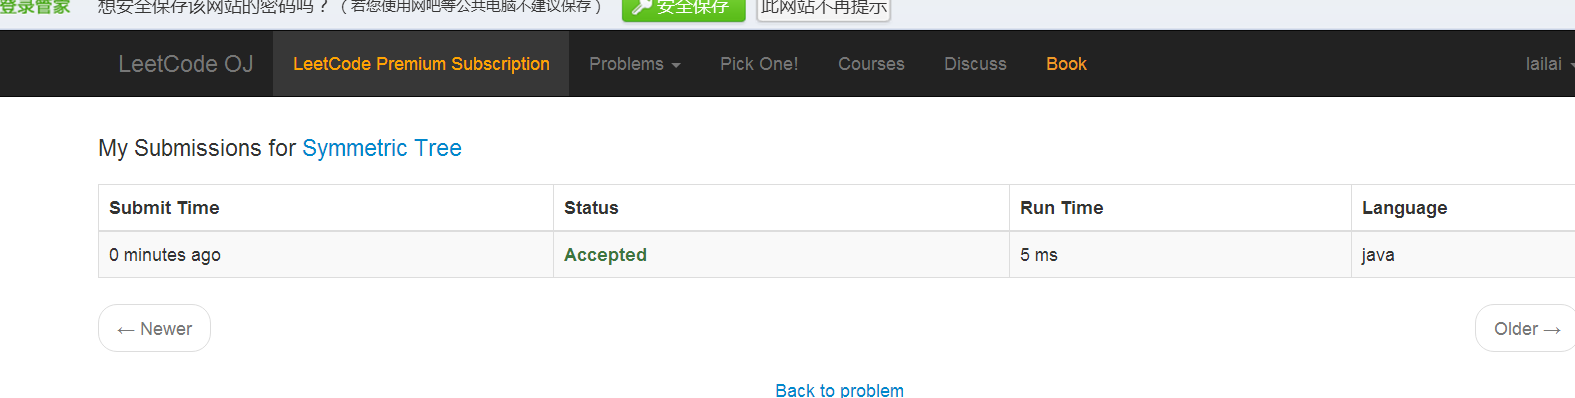 登录管家 想安全保存该网站的密码吗？（若您使用网吧等公共电脑不建议保存） 安全保存 此网站不再提示
LeetCode OJ LeetCode Premium Subscription Problems Pick One! Courses Discuss Book lailai
My Submissions for Symmetric Tree
Submit Time Status Run Time Language
0 minutes ago Accepted 5 ms java
← Newer Older →
Back to problem